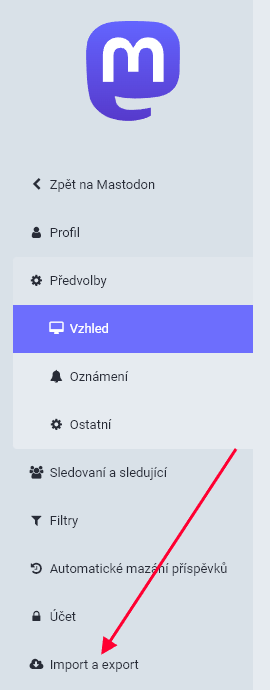 Zpět na Mastodon
Profil
Předvolby
Vzhled
Oznámení
Ostatní
Sledovaní a sledující
Filtry
Automatické mazání příspěvků
Účet
Import a export